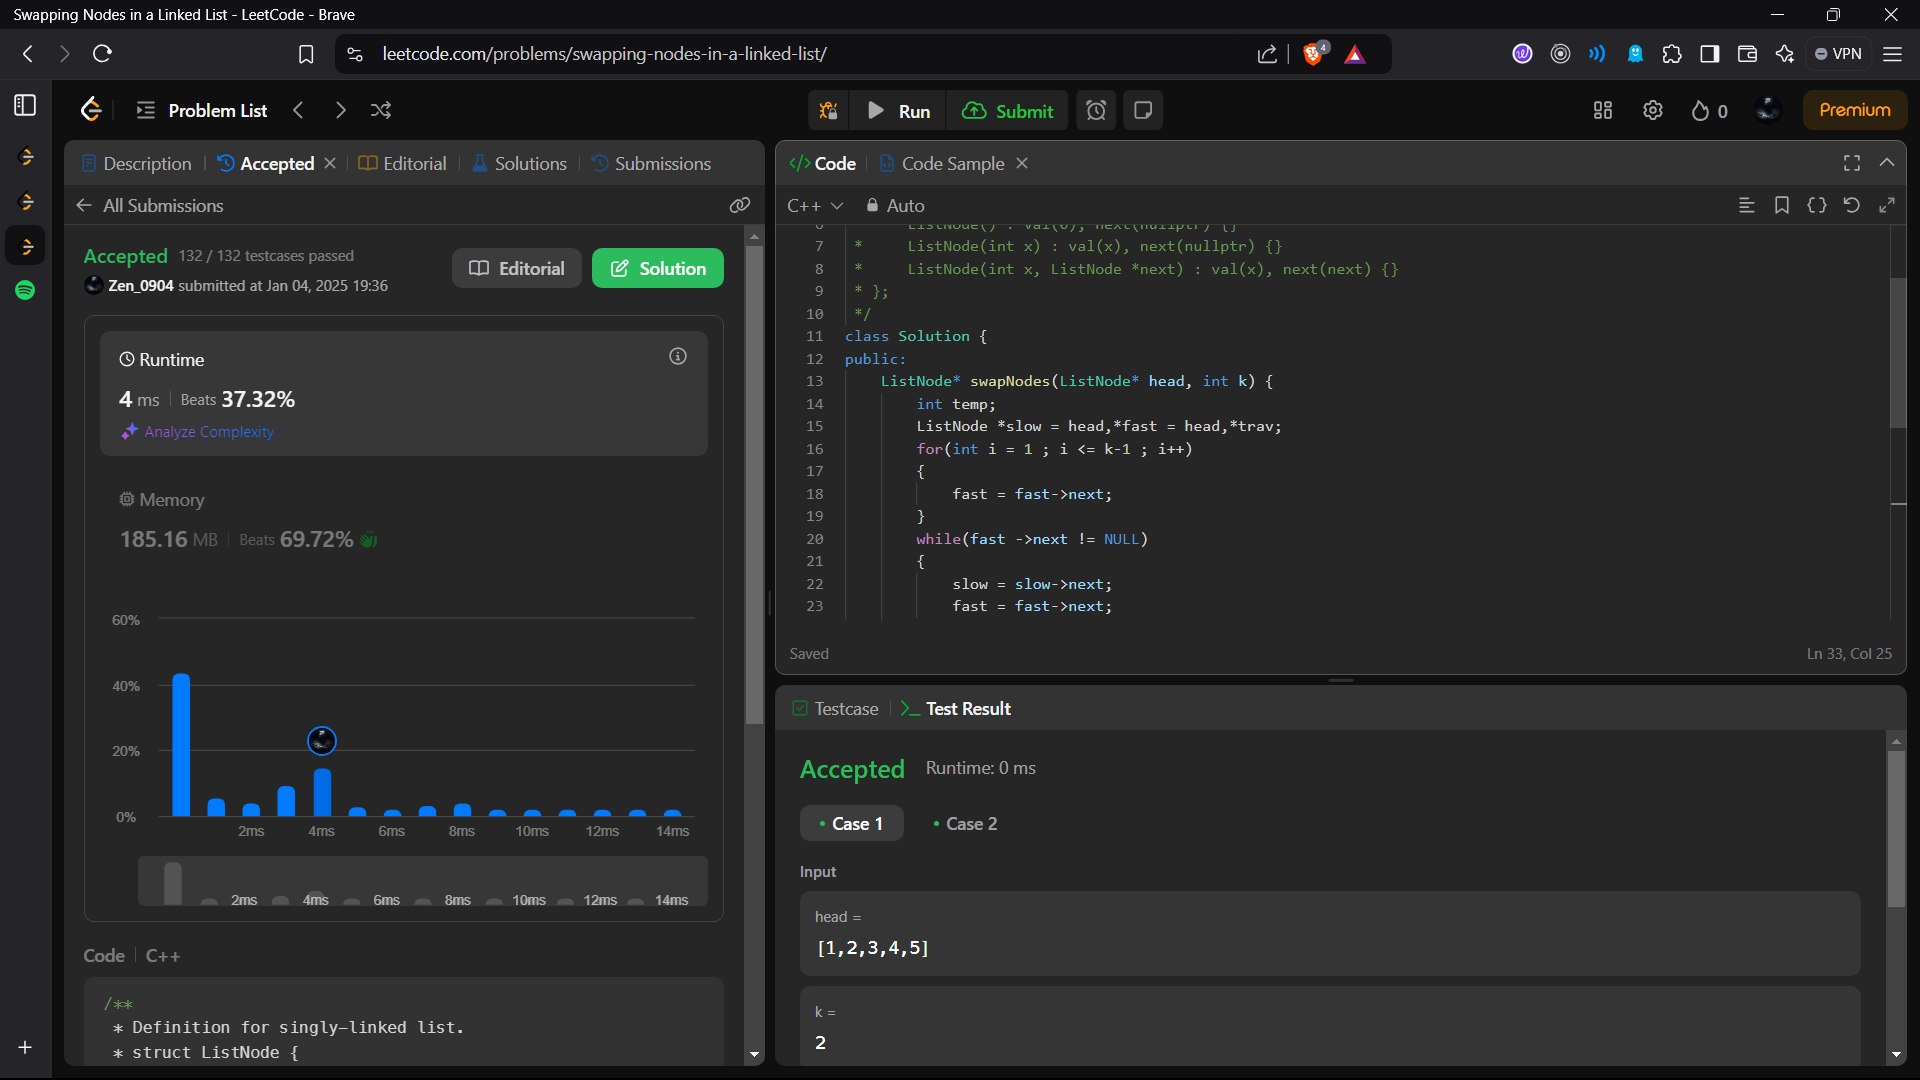 Swapping Nodes in a Linked List - LeetCode - Brave
leetcode.com/problems/swapping-nodes-in-a-linked-list/
4
VPN
Problem List
Run
Submit
0
Premium
Description
Accepted
Editorial
Solutions
Submissions
All Submissions
Accepted 132 / 132 testcases passed
Zen_0904 submitted at Jan 04, 2025 19:36
Editorial
Solution
Runtime
4 ms
Beats 37.32%
Analyze Complexity
Memory
185.16 MB
Beats 69.72%
60%
40%
20%
0%
2ms 4ms 6ms 8ms 10ms 12ms 14ms
2ms 4ms 6ms 8ms 10ms 12ms 14ms
Code
C++
/**
* Definition for singly-linked list.
* struct ListNode {
</> Code
Code Sample
C++
Auto
6 * ListNode() : val(0), next(nullptr) {}
7 * ListNode(int x) : val(x), next(nullptr) {}
8 * ListNode(int x, ListNode *next) : val(x), next(next) {}
9 * };
10 */
11 class Solution {
12 public:
13 ListNode* swapNodes(ListNode* head, int k) {
14 int temp;
15 ListNode *slow = head,*fast = head,*trav;
16 for(int i = 1 ; i <= k-1 ; i++)
17 {
18 fast = fast->next;
19 }
20 while(fast ->next != NULL)
21 {
22 slow = slow->next;
23 fast = fast->next;
Saved
Ln 33, Col 25
Testcase
>_ Test Result
Accepted
Runtime: 0 ms
• Case 1
• Case 2
Input
head =
[1,2,3,4,5]
k =
2